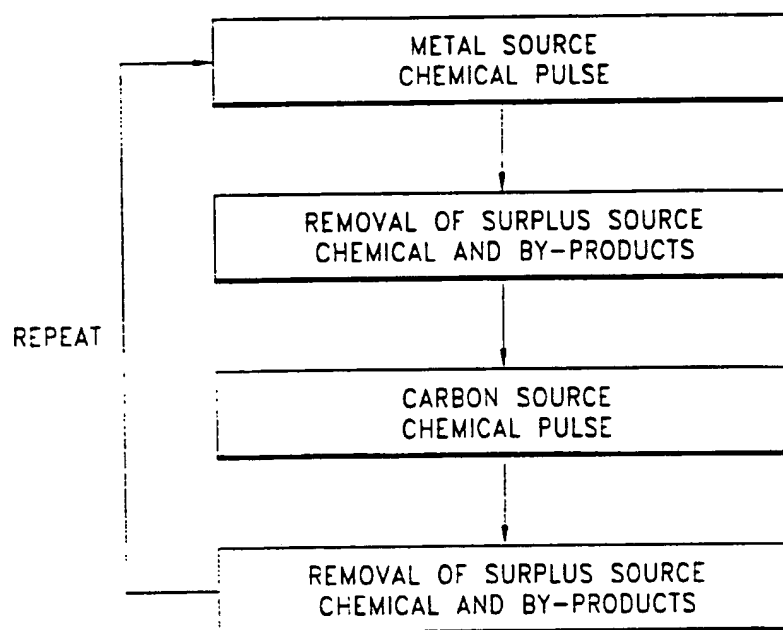 METAL SOURCE
CHEMICAL PULSE
REMOVAL OF SURPLUS SOURCE
CHEMICAL AND BY-PRODUCTS
REPEAT
CARBON SOURCE
CHEMICAL PULSE
REMOVAL OF SURPLUS SOURCE
CHEMICAL AND BY-PRODUCTS